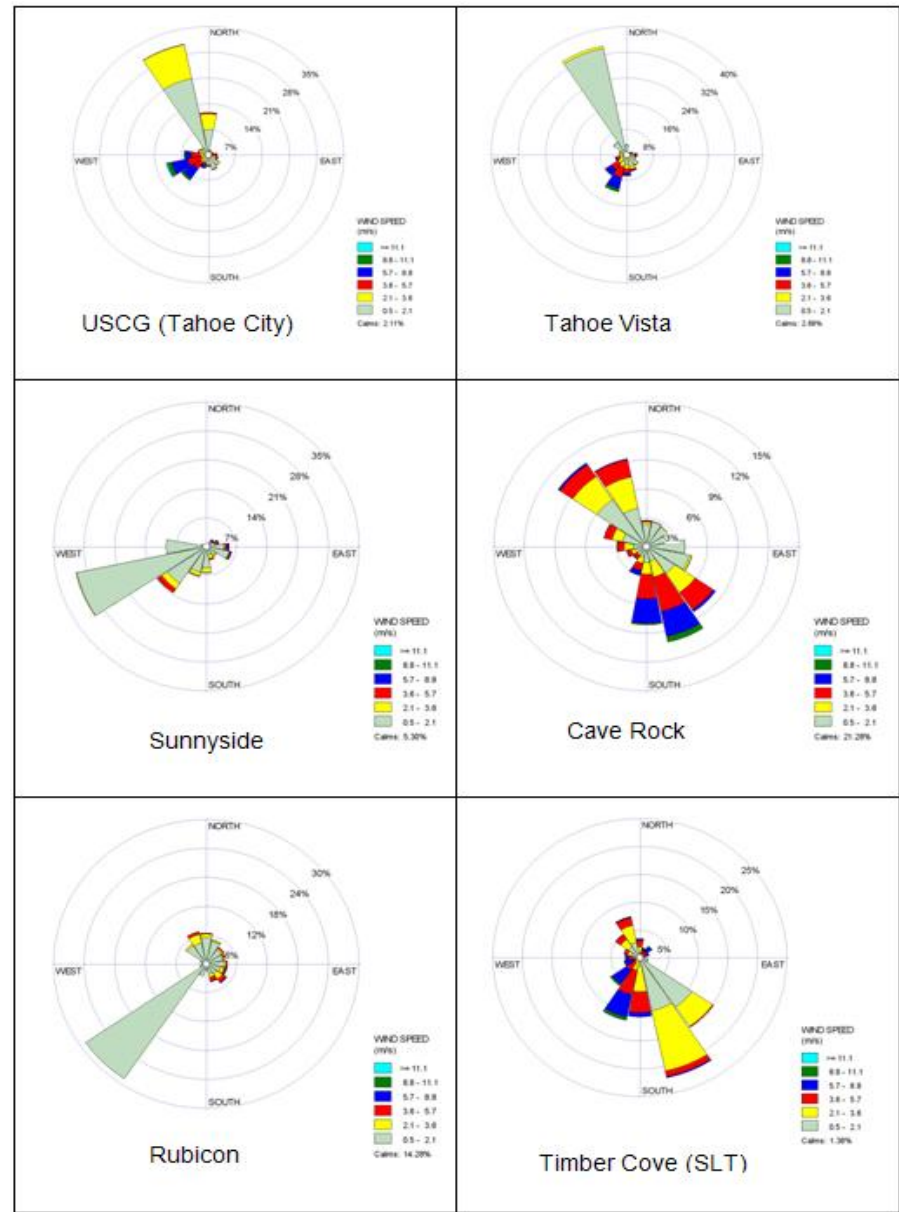 NORTH
35%
28%
21%
14%
7%
WEST
EAST
SOUTH
WIND SPEED
(m/s)
>= 11.1
8.8 - 11.1
5.7 - 8.8
3.6 - 5.7
2.1 - 3.6
0.5 - 2.1
Calms: 2.11%
USCG (Tahoe City)
NORTH
40%
32%
24%
16%
8%
WEST
EAST
SOUTH
WIND SPEED
(m/s)
>= 11.1
8.8 - 11.1
5.7 - 8.8
3.6 - 5.7
2.1 - 3.6
0.5 - 2.1
Tahoe Vista
NORTH
35%
28%
21%
14%
7%
WEST
EAST
SOUTH
WIND SPEED
(m/s)
>= 11.1
8.8 - 11.1
5.7 - 8.8
3.6 - 5.7
2.1 - 3.6
0.5 - 2.1
Calms: 5.30%
Sunnyside
NORTH
15%
12%
9%
6%
3%
WEST
EAST
SOUTH
WIND SPEED
(m/s)
>= 11.1
8.8 - 11.1
5.7 - 8.8
3.6 - 5.7
2.1 - 3.6
0.5 - 2.1
Calms: 21.28%
Cave Rock
NORTH
30%
24%
18%
12%
6%
WEST
EAST
SOUTH
WIND SPEED
(m/s)
>= 11.1
8.8 - 11.1
5.7 - 8.8
3.6 - 5.7
2.1 - 3.6
0.5 - 2.1
Calms: 14.28%
Rubicon
NORTH
25%
20%
15%
10%
5%
WEST
EAST
SOUTH
WIND SPEED
(m/s)
>= 11.1
8.8 - 11.1
5.7 - 8.8
3.6 - 5.7
2.1 - 3.6
0.5 - 2.1
Calms: 1.38%
Timber Cove (SLT)